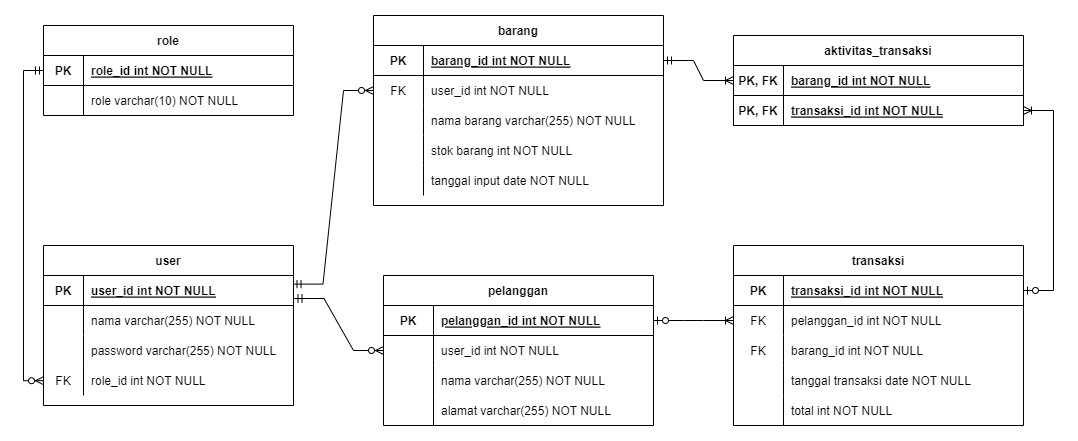 role
PK role_id int NOT NULL
role varchar(10) NOT NULL
barang
PK barang_id int NOT NULL
FK user_id int NOT NULL
nama barang varchar(255) NOT NULL
stok barang int NOT NULL
tanggal input date NOT NULL
aktivitas_transaksi
PK, FK barang_id int NOT NULL
PK, FK transaksi_id int NOT NULL
user
PK user_id int NOT NULL
nama varchar(255) NOT NULL
password varchar(255) NOT NULL
FK role_id int NOT NULL
pelanggan
PK pelanggan_id int NOT NULL
user_id int NOT NULL
nama varchar(255) NOT NULL
alamat varchar(255) NOT NULL
transaksi
PK transaksi_id int NOT NULL
FK pelanggan_id int NOT NULL
FK barang_id int NOT NULL
tanggal transaksi date NOT NULL
total int NOT NULL